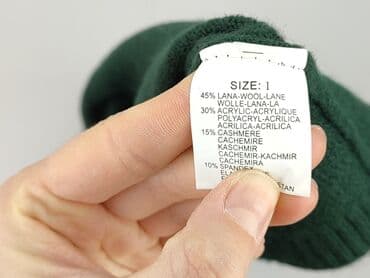 SIZE: 1
45% LANA-WOOL-LANE
WOLLE-LANA-LA
30% ACRYLIC-ACRYLIQUE
POLYACRYL-ACRILICA
ACRILICA-ACRILICA
15% CASHMERE
CACHEMIRE
KASCHMIR
CACHEMIR-KACHMIR
CACHEMIRA
10%